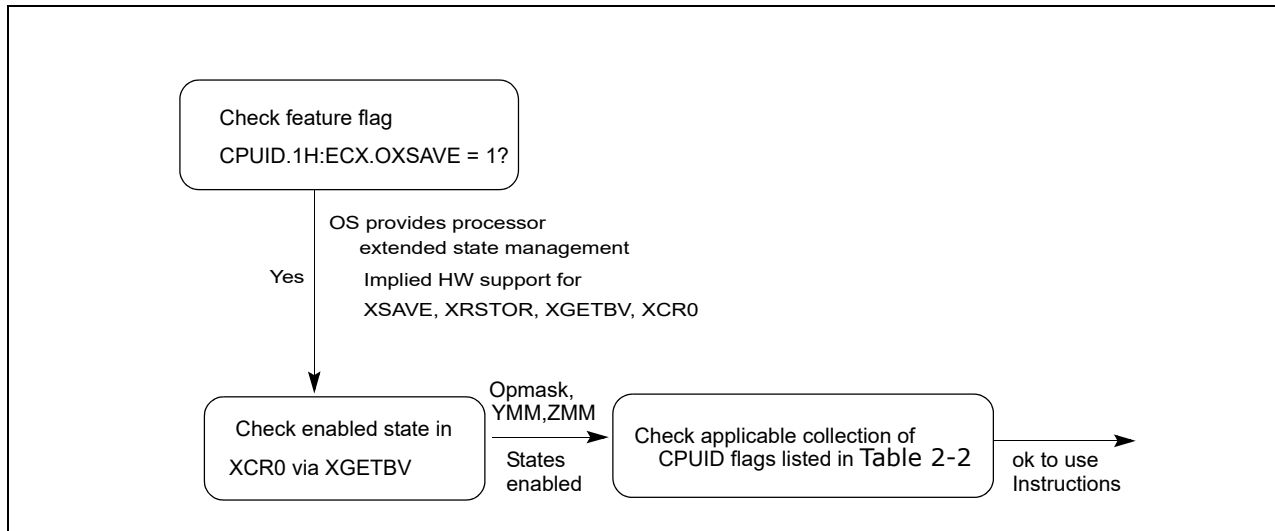 Check feature flag
CPUID.1H:ECX.OXSAVE = 1?
OS provides processor
extended state management
Yes
Implied HW support for
XSAVE, XRSTOR, XGETBV, XCR0
Check enabled state in
XCR0 via XGETBV
Opmask,
YMM,ZMM
States
enabled
Check applicable collection of
CPUID flags listed in Table 2-2
ok to use
Instructions